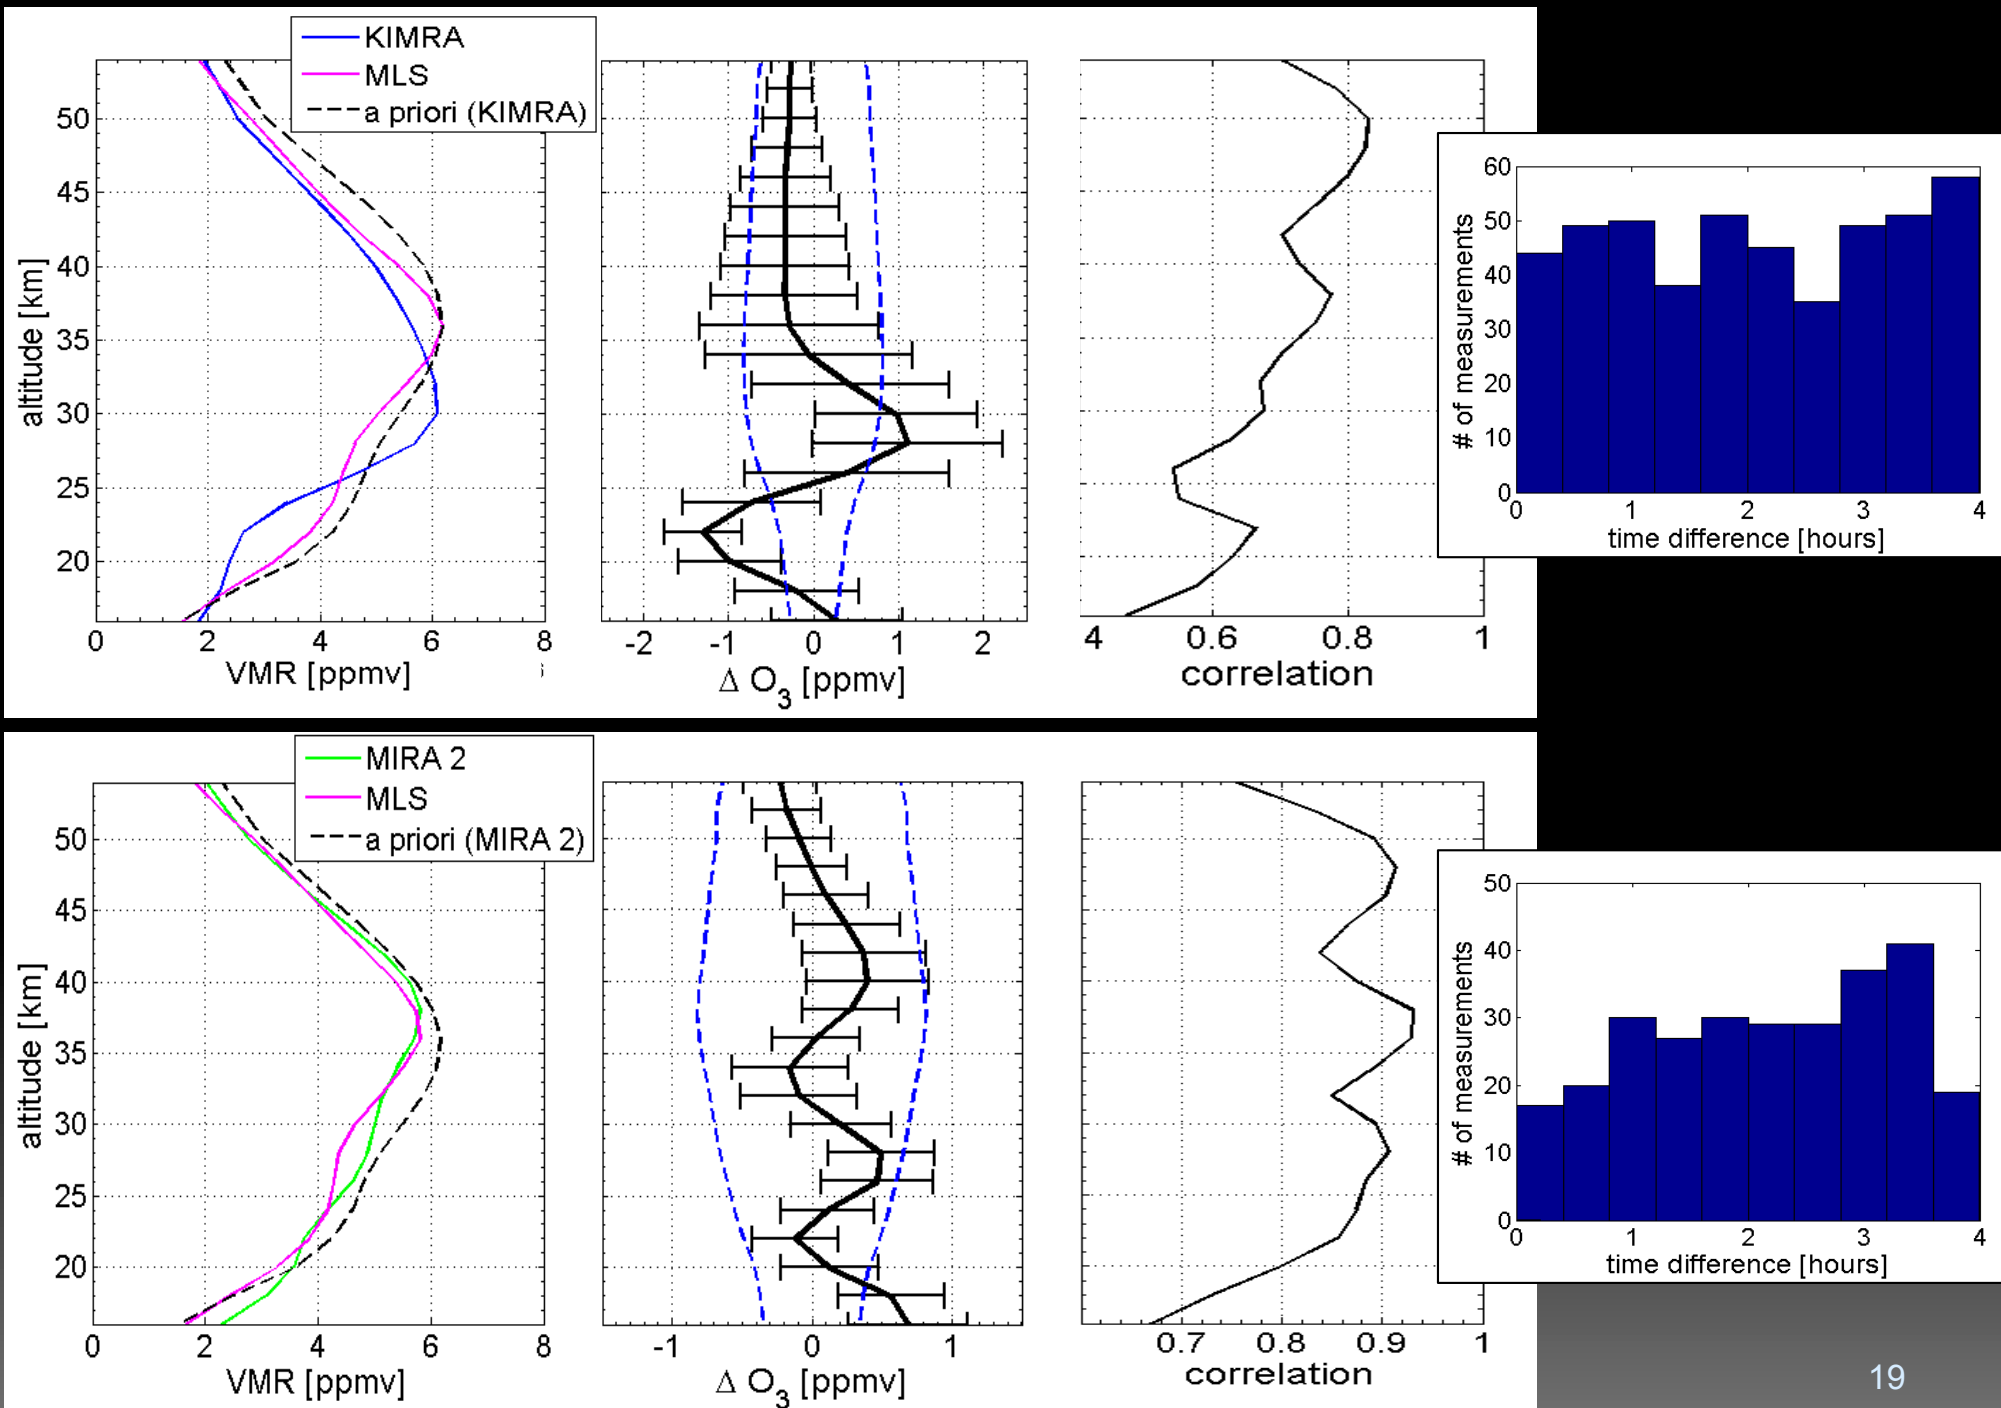 KIMRA
MLS
a priori (KIMRA)
50
45
40
35
30
25
20
altitude [km]
0 2 4 6 8
VMR [ppmv]
-2 -1 0 1 2
Δ O3 [ppmv]
4 0.6 0.8 1
correlation
60
50
40
30
20
10
0
# of measurements
0 1 2 3 4
time difference [hours]
MIRA 2
MLS
a priori (MIRA 2)
50
45
40
35
30
25
20
altitude [km]
0 2 4 6 8
VMR [ppmv]
-1 0 1
Δ O3 [ppmv]
0.7 0.8 0.9 1
correlation
50
40
30
20
10
0
# of measurements
0 1 2 3 4
time difference [hours]
19